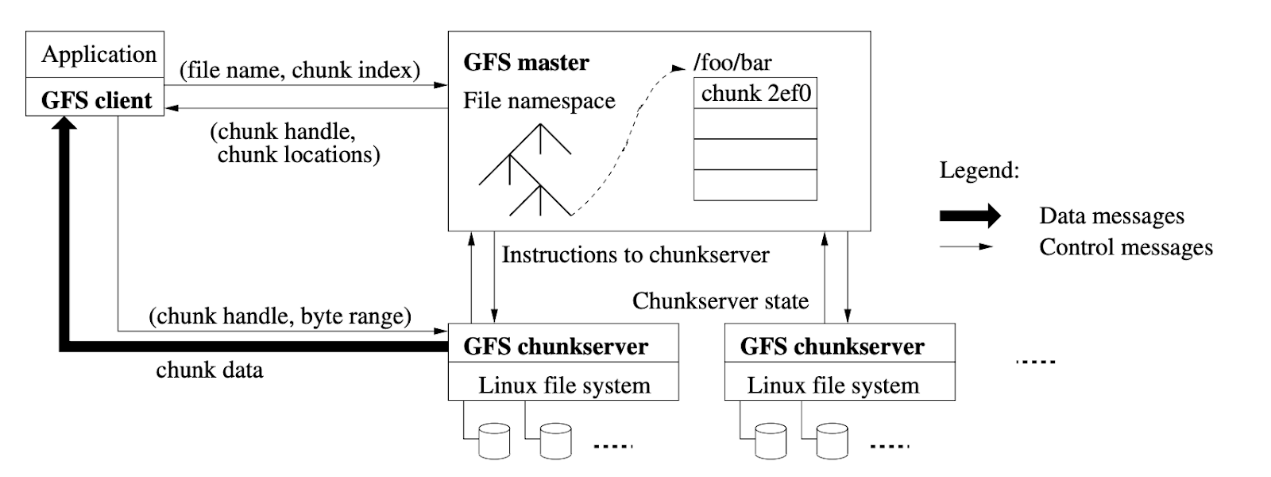 Application
GFS client
(file name, chunk index)
(chunk handle,
chunk locations)
GFS master
File namespace
/foo/bar
chunk 2ef0
Legend:
Data messages
Control messages
Instructions to chunkserver
Chunkserver state
(chunk handle, byte range)
chunk data
GFS chunkserver
Linux file system
GFS chunkserver
Linux file system